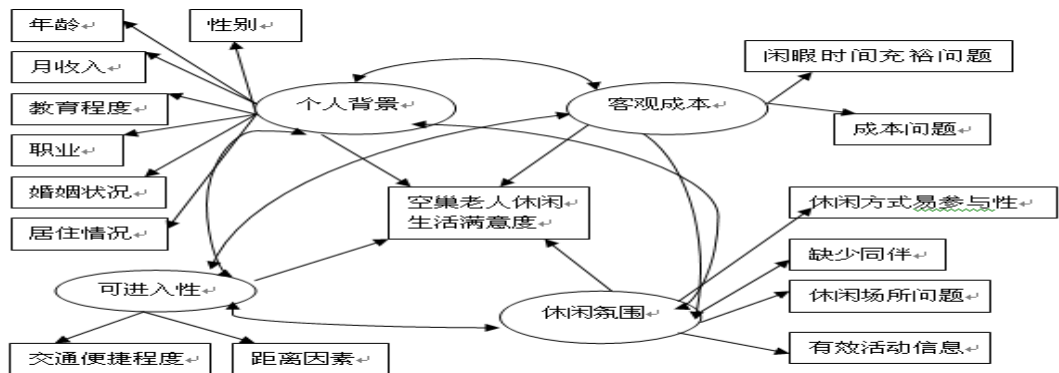 年龄
性别
闲暇时间充裕问题
月收入
教育程度
个人背景
客观成本
成本问题
职业
婚姻状况
空巢老人休闲
生活满意度
休闲方式易参与性
居住情况
缺少同伴
可进入性
休闲氛围
休闲场所问题
交通便捷程度
距离因素
有效活动信息